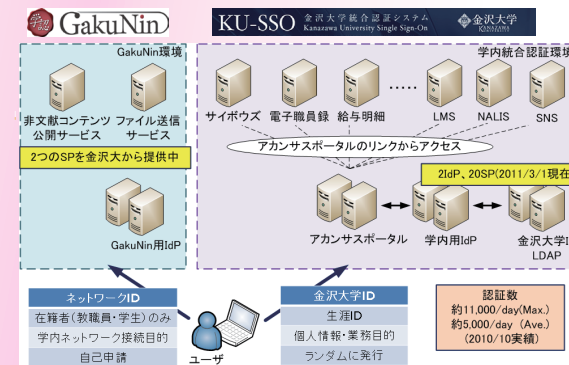 学認
GakuNin
KU-SSO
金沢大学統合認証システム
Kanazawa University Single Sign-On
金沢大学
KANAZAWA
GakuNin環境
非文献コンテンツ
公開サービス
ファイル送信
サービス
2つのSPを金沢大から提供中
GakuNin用IdP
学内統合認証環境
サイボウズ
電子職員録
給与明細
.....
LMS
NALIS
SNS
アカンサスポータルのリンクからアクセス
2IdP、20SP(2011/3/1現在
アカンサスポータル
学内用IdP
金沢大学I
LDAP
ネットワークID
在籍者(教職員・学生)のみ
学内ネットワーク接続目的
自己申請
ユーザ
金沢大学ID
生涯ID
個人情報・業務目的
ランダムに発行
認証数
約11,000/day(Max.)
約5,000/day (Ave.)
(2010/10実績)